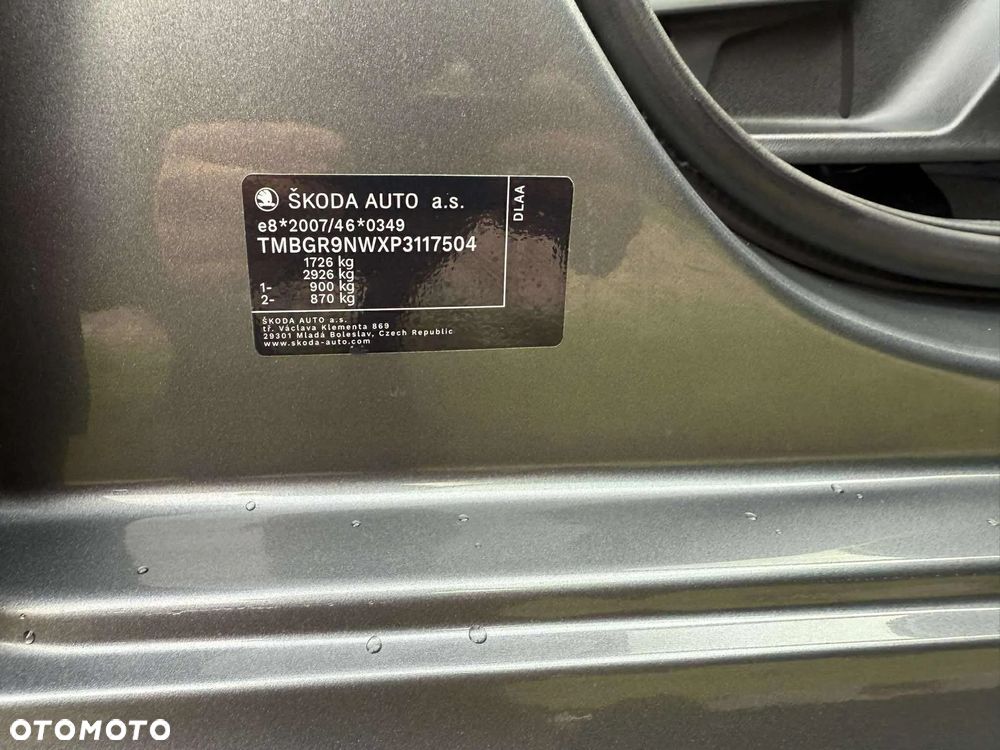 ŠKODA AUTO a.s.
DLAA
e8*2007/46*0349
TMBGR9NWXP3117504
1726 kg
2926 kg
1- 900 kg
2- 870 kg
ŠKODA AUTO a.s.
tř. Václava Klementa 869
29301 Mladá Boleslav, Czech Republic
www.skoda-auto.com
OTOMOTO